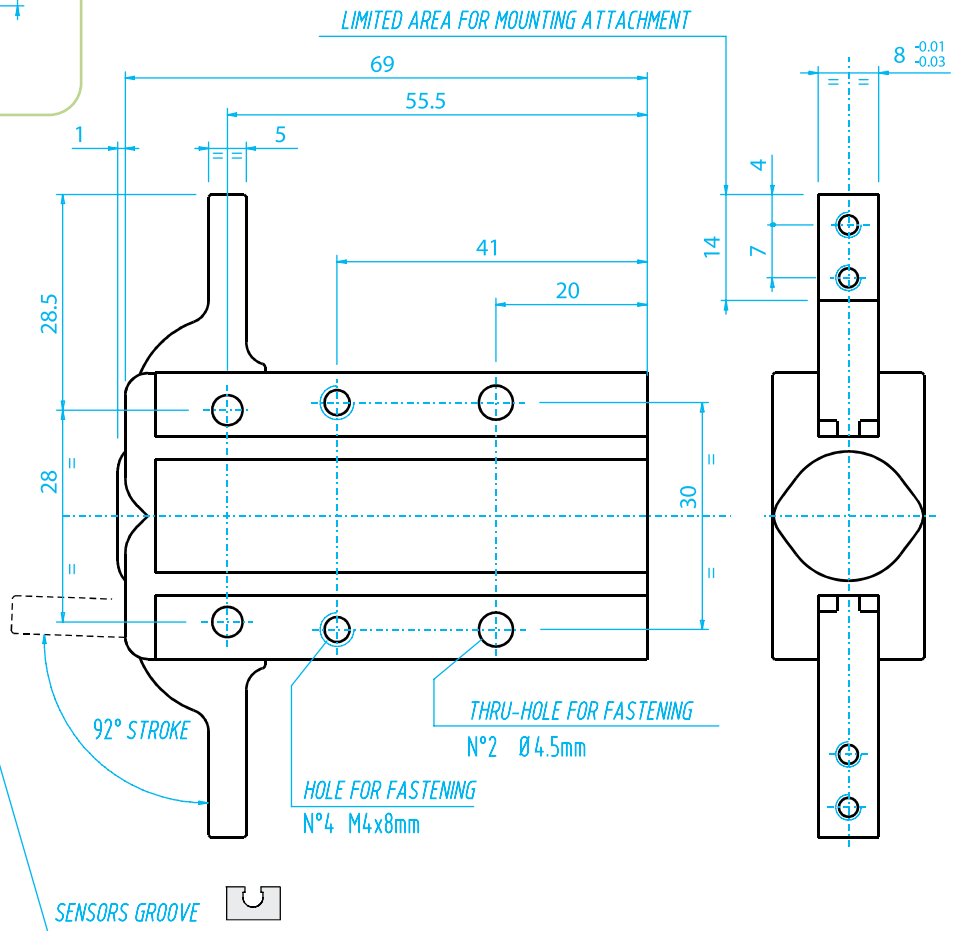 LIMITED AREA FOR MOUNTING ATTACHMENT
69
8 -0.01
-0.03
= =
55.5
1
5
= =
4
41
14
7
20
28.5
28
=
=
30
=
=
92° STROKE
THRU-HOLE FOR FASTENING
N°2 Ø4.5mm
HOLE FOR FASTENING
N°4 M4x8mm
SENSORS GROOVE